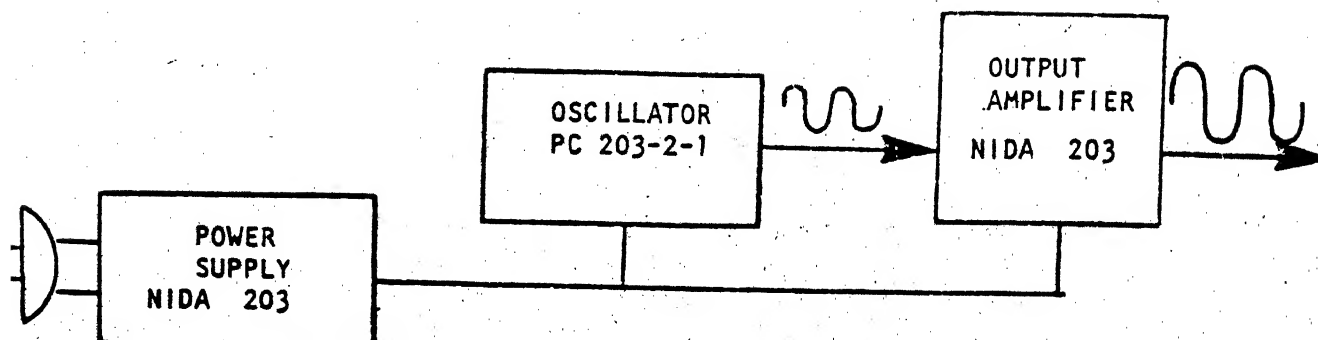 OSCILLATOR
PC 203-2-1
OUTPUT
AMPLIFIER
NIDA 203
POWER
SUPPLY
NIDA 203